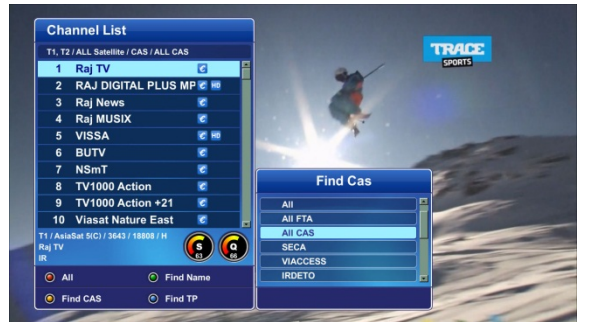 Channel List
T1, T2 / ALL Satellite / CAS / ALL CAS
1 Raj TV
2 RAJ DIGITAL PLUS MP HD
3 Raj News
4 Raj MUSIX
5 VISSA HD
6 BUTV
7 NSmT
8 TV1000 Action
9 TV1000 Action +21
10 Viasat Nature East
T1 / AsiaSat 5(C) / 3643 / 18808 / H
Raj TV
IR
S 63
Q 66
All
Find Name
Find CAS
Find TP
TRACE
SPORTS
Find Cas
All
All FTA
All CAS
SECA
VIACCESS
IRDETO